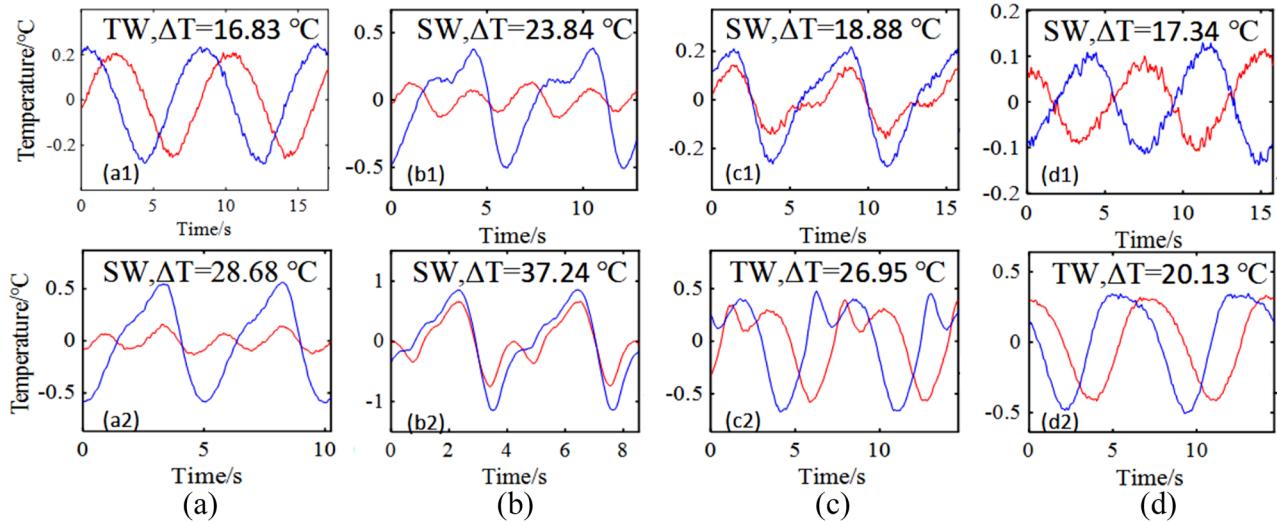 TW,ΔT=16.83 ℃
Temperature/℃
0.2
0
-0.2
(a1)
0 5 10 15
Time/s
SW,ΔT=23.84 ℃
0.5
0
-0.5
(b1)
0 5 10
Time/s
SW,ΔT=18.88 ℃
0.2
0
-0.2
(c1)
0 5 10 15
Time/s
SW,ΔT=17.34 ℃
0.2
0.1
0
-0.1
-0.2
(d1)
0 5 10 15
Time/s
SW,ΔT=28.68 ℃
Temperature/℃
0.5
0
-0.5
(a2)
0 5 10
Time/s
SW,ΔT=37.24 ℃
1
0
-1
(b2)
0 2 4 6 8
Time/s
TW,ΔT=26.95 ℃
0.5
0
-0.5
(c2)
0 5 10
Time/s
TW,ΔT=20.13 ℃
0.5
0
-0.5
(d2)
0 5 10
Time/s
(a) (b) (c) (d)